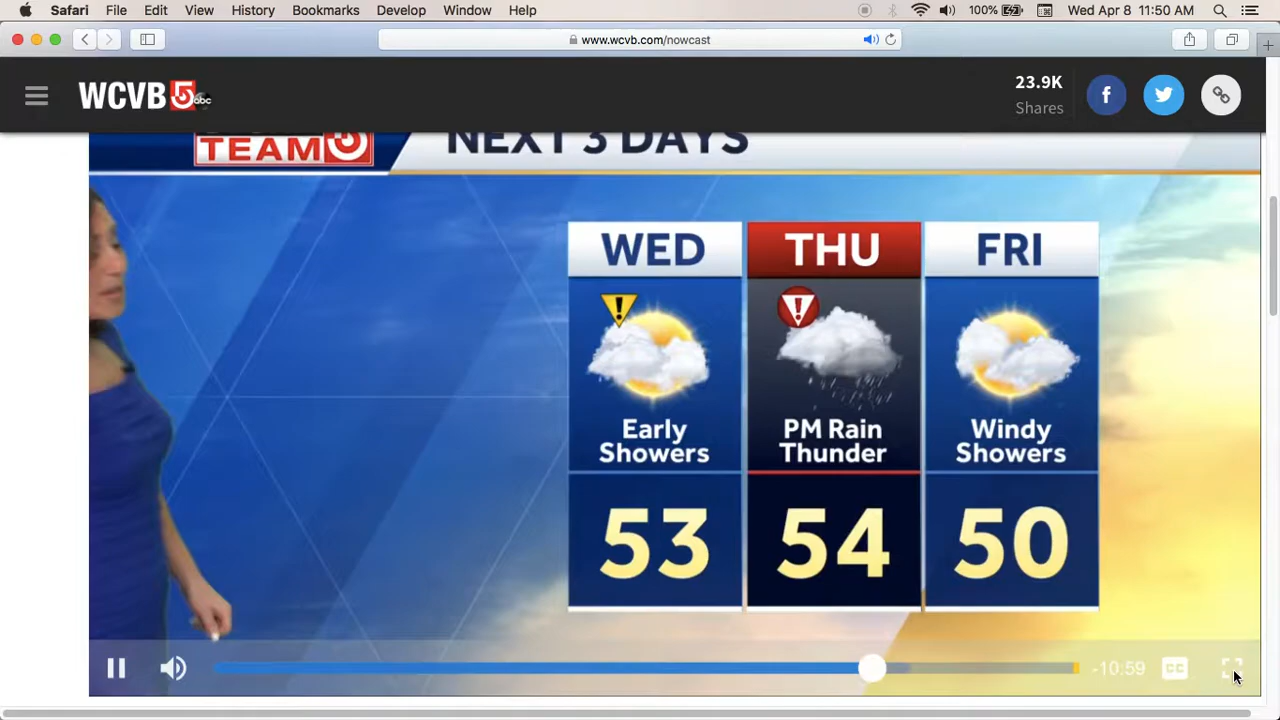 Safari File Edit View History Bookmarks Develop Window Help 100% Wed Apr 8 11:50 AM
www.wcvb.com/nowcast
WCVB 5 abc
23.9K
Shares
TEAM 5
NEXT 3 DAYS
WED THU FRI
Early PM Rain Windy
Showers Thunder Showers
53 54 50
-10:59 CC